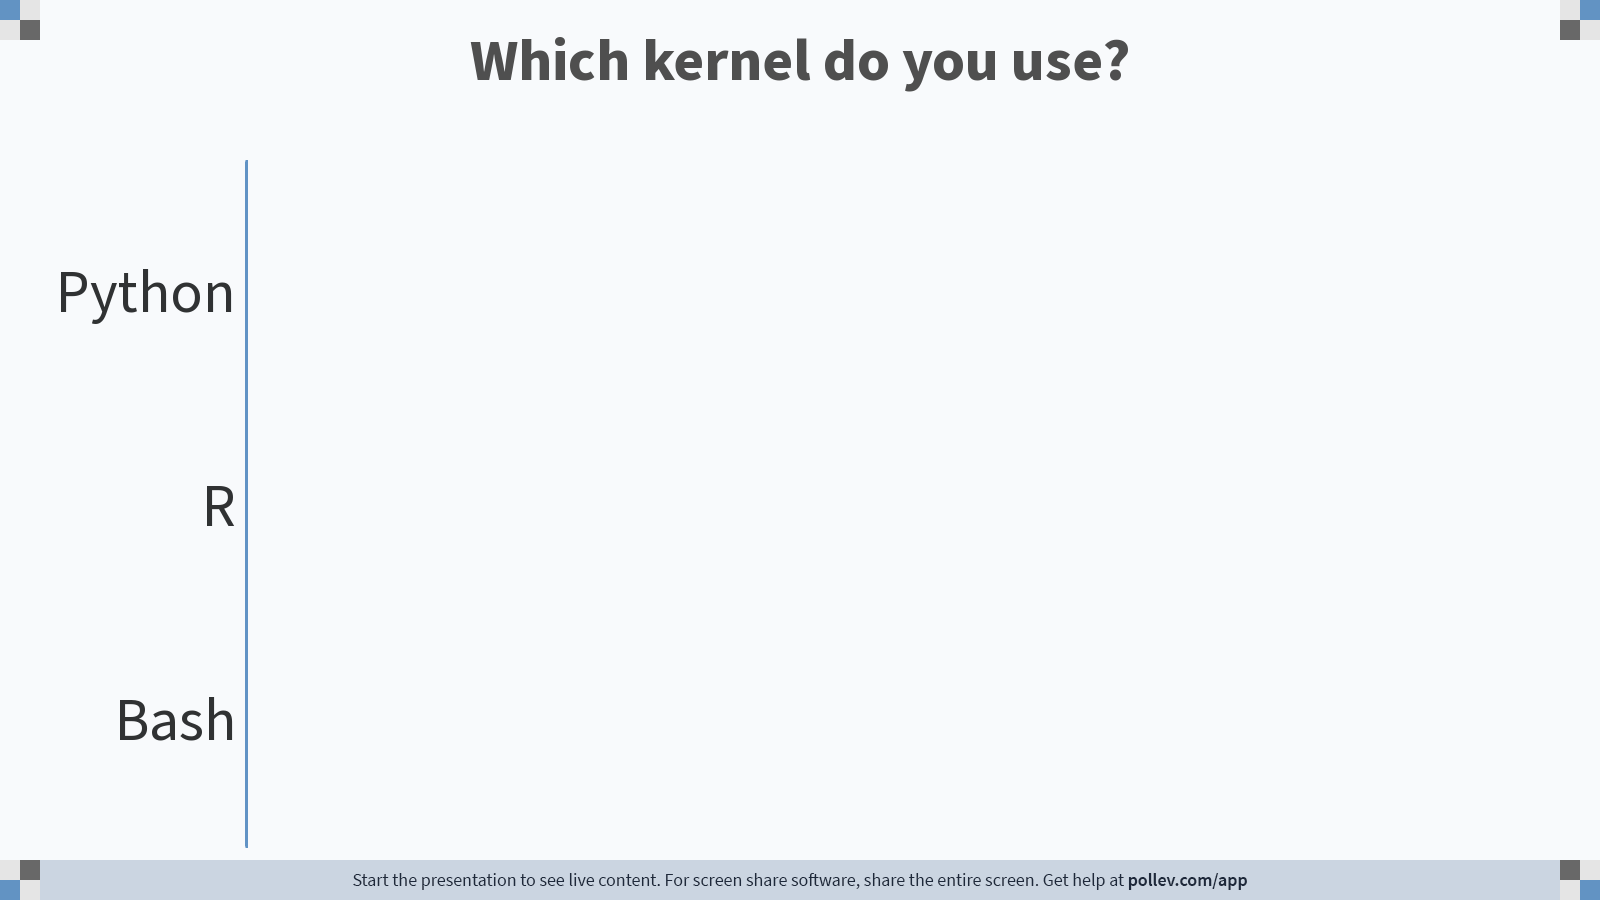 Which kernel do you use?
Python
R
Bash
Start the presentation to see live content. For screen share software, share the entire screen. Get help at pollev.com/app